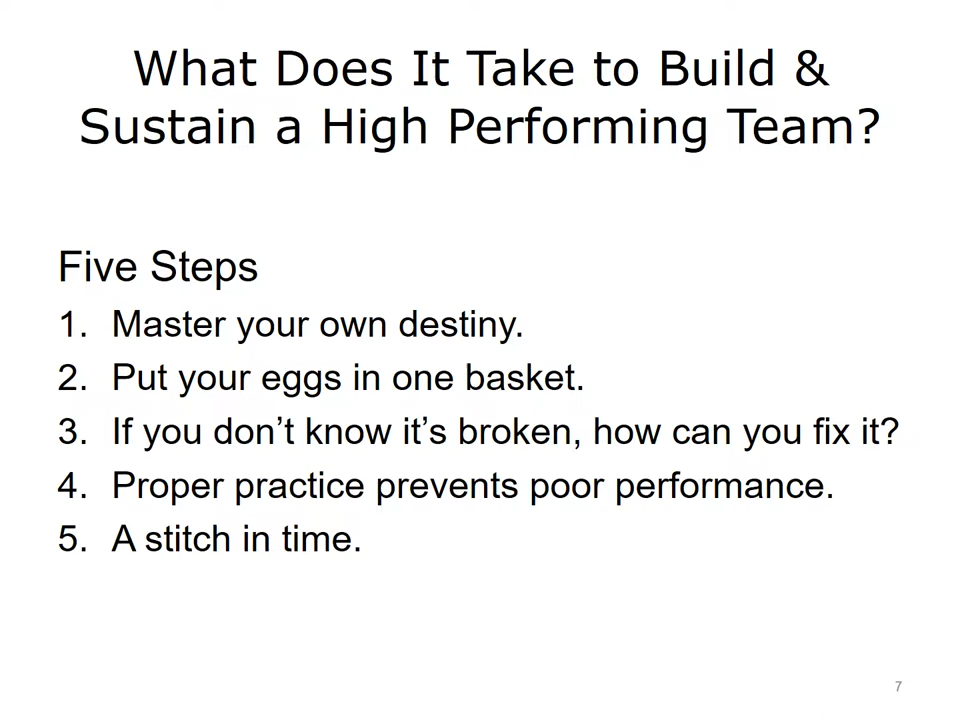 What Does It Take to Build &
Sustain a High Performing Team?
Five Steps
1. Master your own destiny.
2. Put your eggs in one basket.
3. If you don’t know it’s broken, how can you fix it?
4. Proper practice prevents poor performance.
5. A stitch in time.
7